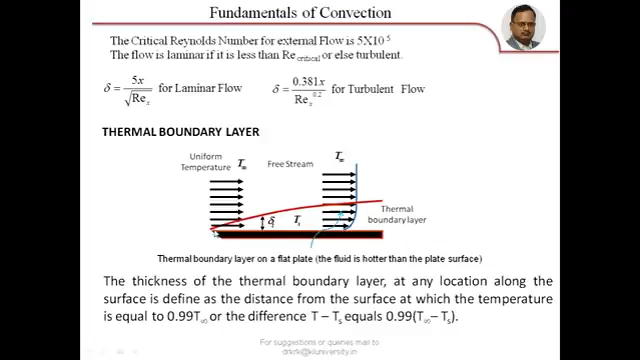 Fundamentals of Convection
The Critical Reynolds Number for external Flow is 5X10⁻⁵
The flow is laminar if it is less than Re critical or else turbulent.
δ = 5x / √Reₓ for Laminar Flow δ = 0.381x / Reₓ^0.2 for Turbulent Flow
THERMAL BOUNDARY LAYER
Uniform
Temperature T∞ Free Stream T∞
Thermal
boundary layer
δt Ts
Thermal boundary layer on a flat plate (the fluid is hotter than the plate surface)
The thickness of the thermal boundary layer, at any location along the
surface is define as the distance from the surface at which the temperature
is equal to 0.99T∞ or the difference T – Ts equals 0.99(T∞– Ts).
For suggestions or queries mail to
drkrk@kluniversity.in